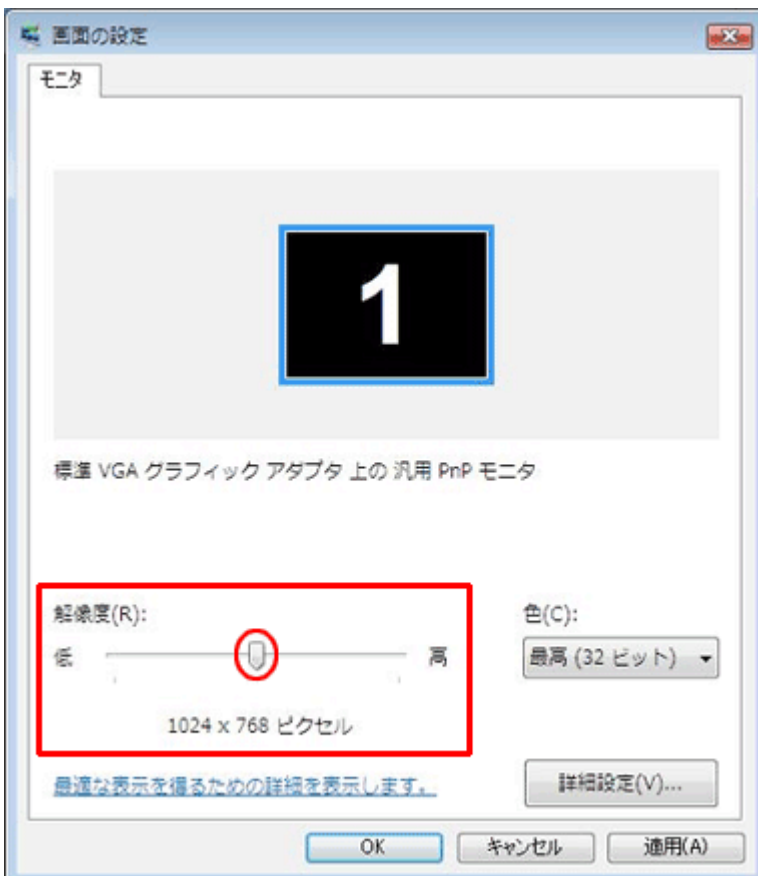 画面の設定
モニタ
1
標準 VGA グラフィック アダプタ 上の 汎用 PnP モニタ
解像度(R):
低
高
1024 x 768 ピクセル
色(C):
最高 (32 ビット)
最適な表示を得るための詳細を表示します。
詳細設定(V)...
OK
キャンセル
適用(A)